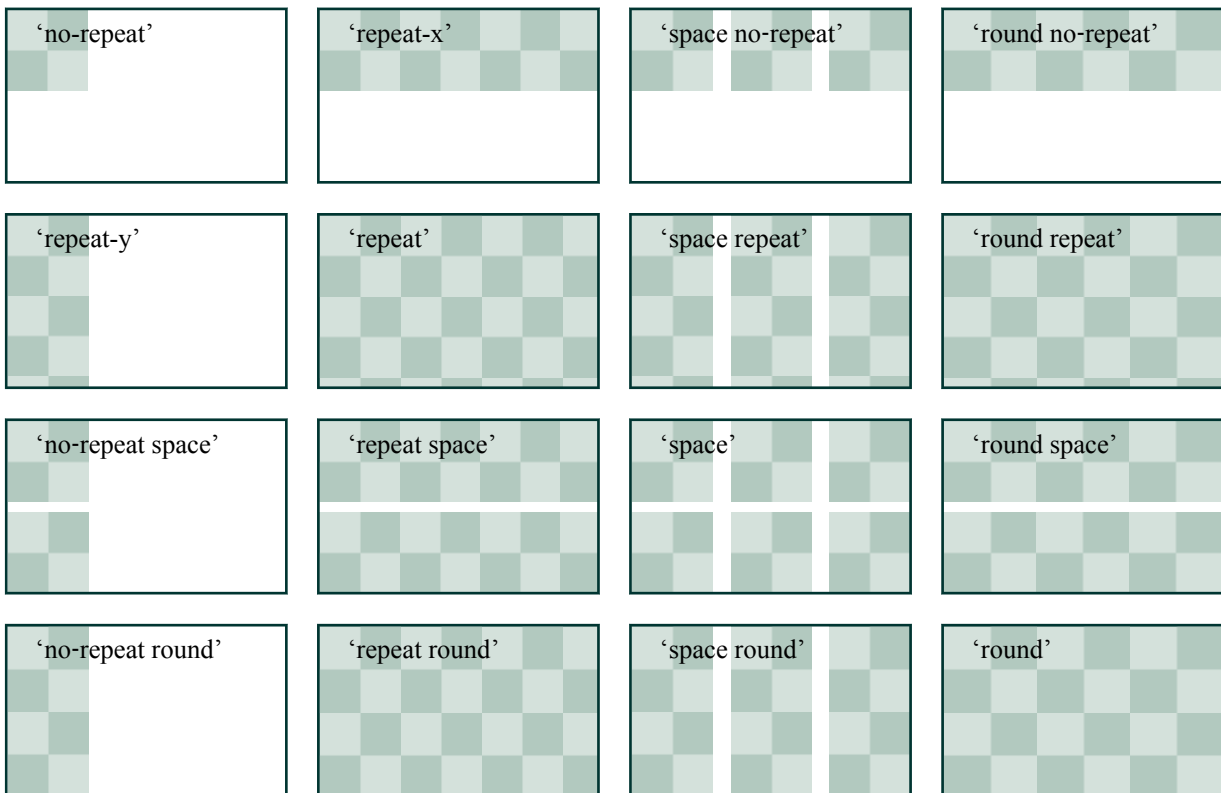 ‘no-repeat’
‘repeat-x’
‘space no-repeat’
‘round no-repeat’
‘repeat-y’
‘repeat’
‘space repeat’
‘round repeat’
‘no-repeat space’
‘repeat space’
‘space’
‘round space’
‘no-repeat round’
‘repeat round’
‘space round’
‘round’